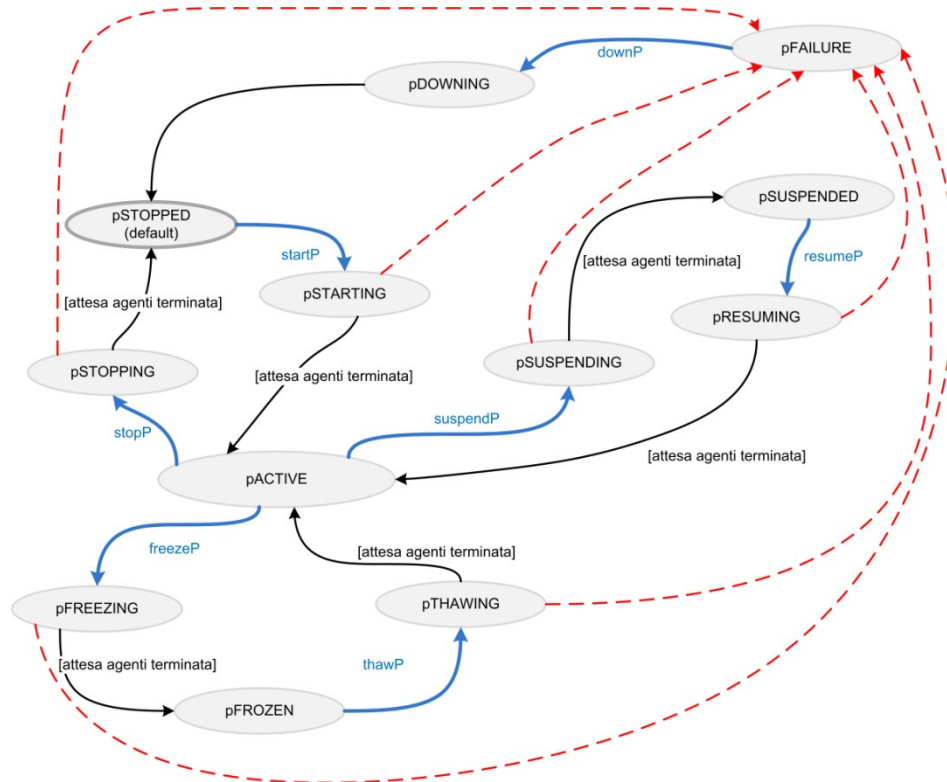 pFAILURE
downP
pDOWNING
pSUSPENDED
pSTOPPED
(default)
startP
resumeP
[attesa agenti terminata]
pSTARTING
[attesa agenti terminata]
pRESUMING
pSUSPENDING
pSTOPPING
[attesa agenti terminata]
suspendP
stopP
[attesa agenti terminata]
pACTIVE
freezeP
[attesa agenti terminata]
pFREEZING
pTHAWING
[attesa agenti terminata]
thawP
pFROZEN